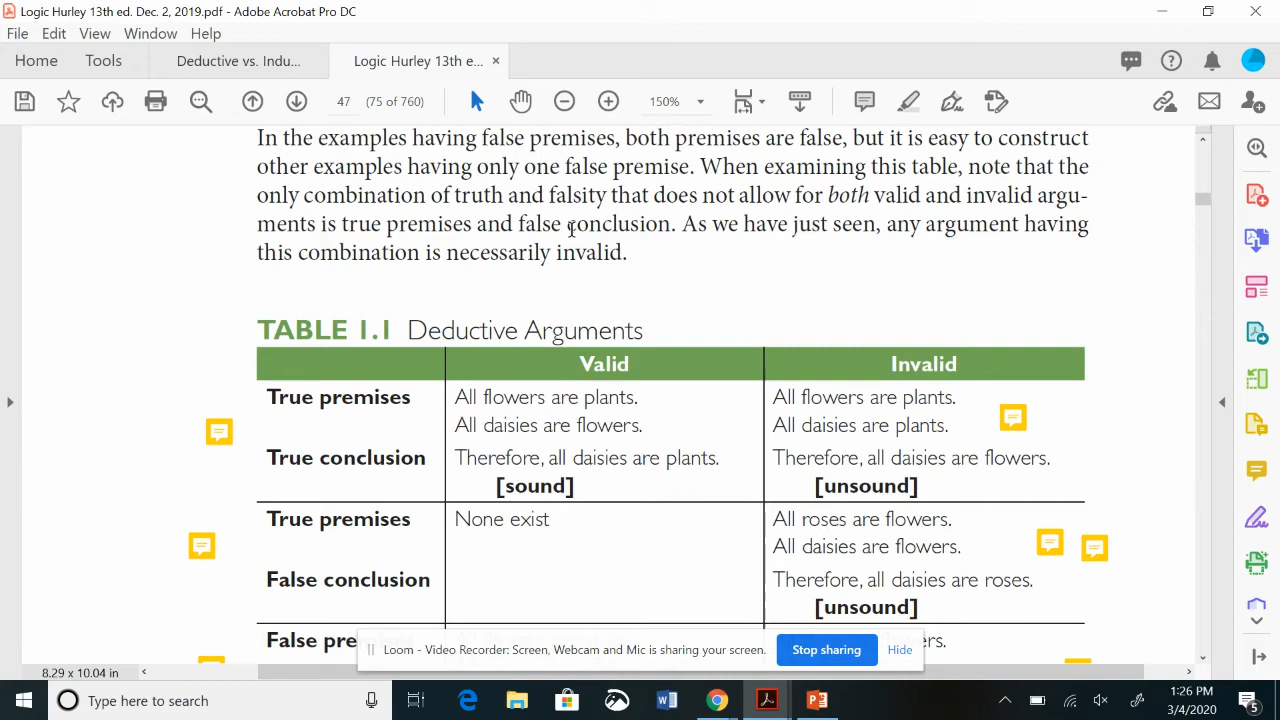 Logic Hurley 13th ed. Dec. 2, 2019.pdf - Adobe Acrobat Pro DC
File Edit View Window Help
Home Tools Deductive vs. Indu... Logic Hurley 13th e... ×
47 (75 of 760) 150%
In the examples having false premises, both premises are false, but it is easy to construct
other examples having only one false premise. When examining this table, note that the
only combination of truth and falsity that does not allow for both valid and invalid argu-
ments is true premises and false conclusion. As we have just seen, any argument having
this combination is necessarily invalid.
TABLE 1.1 Deductive Arguments
Valid Invalid
True premises All flowers are plants. All flowers are plants.
All daisies are flowers. All daisies are plants.
True conclusion Therefore, all daisies are plants. Therefore, all daisies are flowers.
[sound] [unsound]
True premises None exist All roses are flowers.
All daisies are flowers.
False conclusion Therefore, all daisies are roses.
[unsound]
False premises
Loom - Video Recorder: Screen, Webcam and Mic is sharing your screen. Stop sharing Hide
8.29 x 10.04 in
Type here to search
1:26 PM
3/4/2020
5